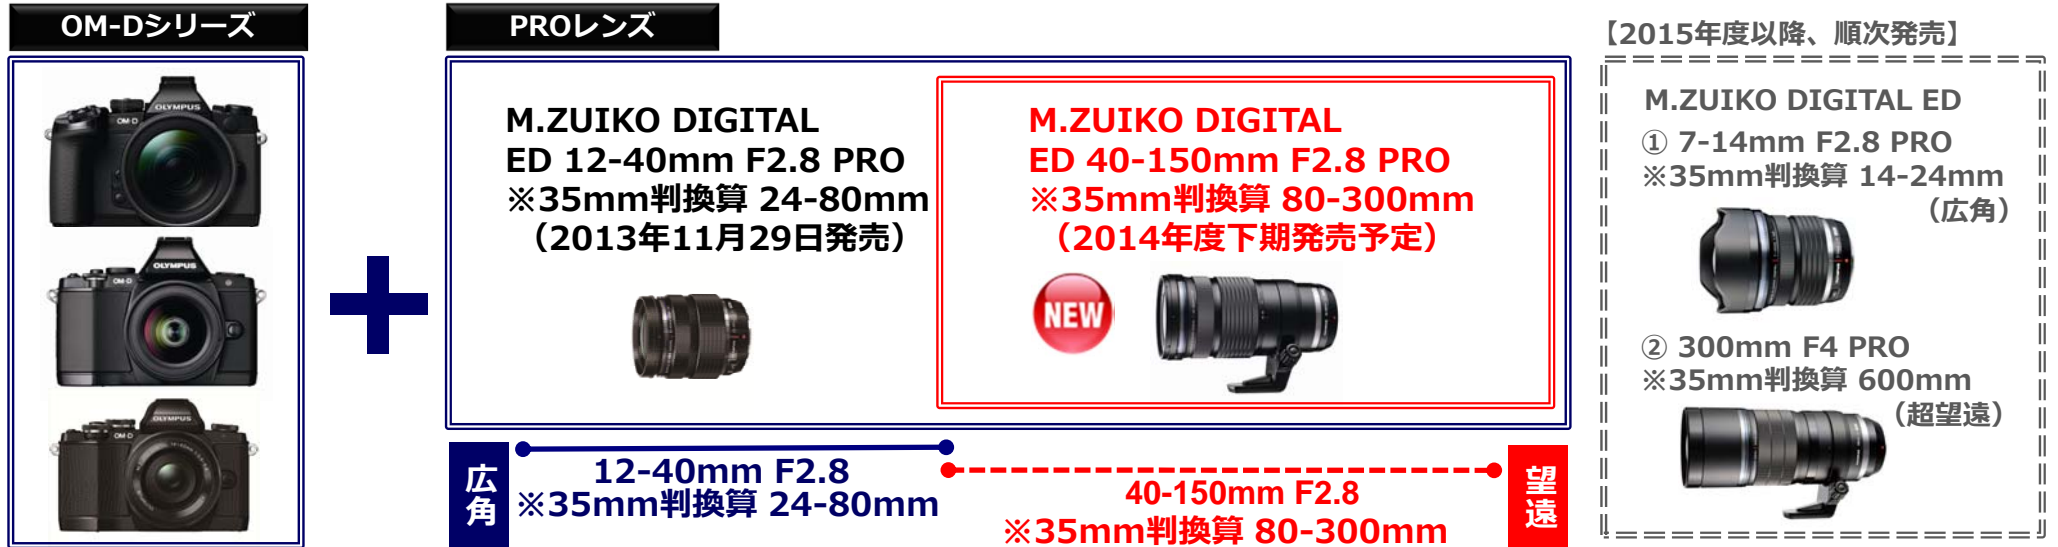 OM-Dシリーズ
OLYMPUS
OM-D
OLYMPUS
OM-D
OLYMPUS
OM-D
PROレンズ
M.ZUIKO DIGITAL
ED 12-40mm F2.8 PRO
※35mm判換算 24-80mm
（2013年11月29日発売）
M.ZUIKO DIGITAL
ED 40-150mm F2.8 PRO
※35mm判換算 80-300mm
（2014年度下期発売予定）
NEW
広角
12-40mm F2.8
※35mm判換算 24-80mm
40-150mm F2.8
※35mm判換算 80-300mm
望遠
【2015年度以降、順次発売】
M.ZUIKO DIGITAL ED
① 7-14mm F2.8 PRO
※35mm判換算 14-24mm
（広角）
② 300mm F4 PRO
※35mm判換算 600mm
（超望遠）